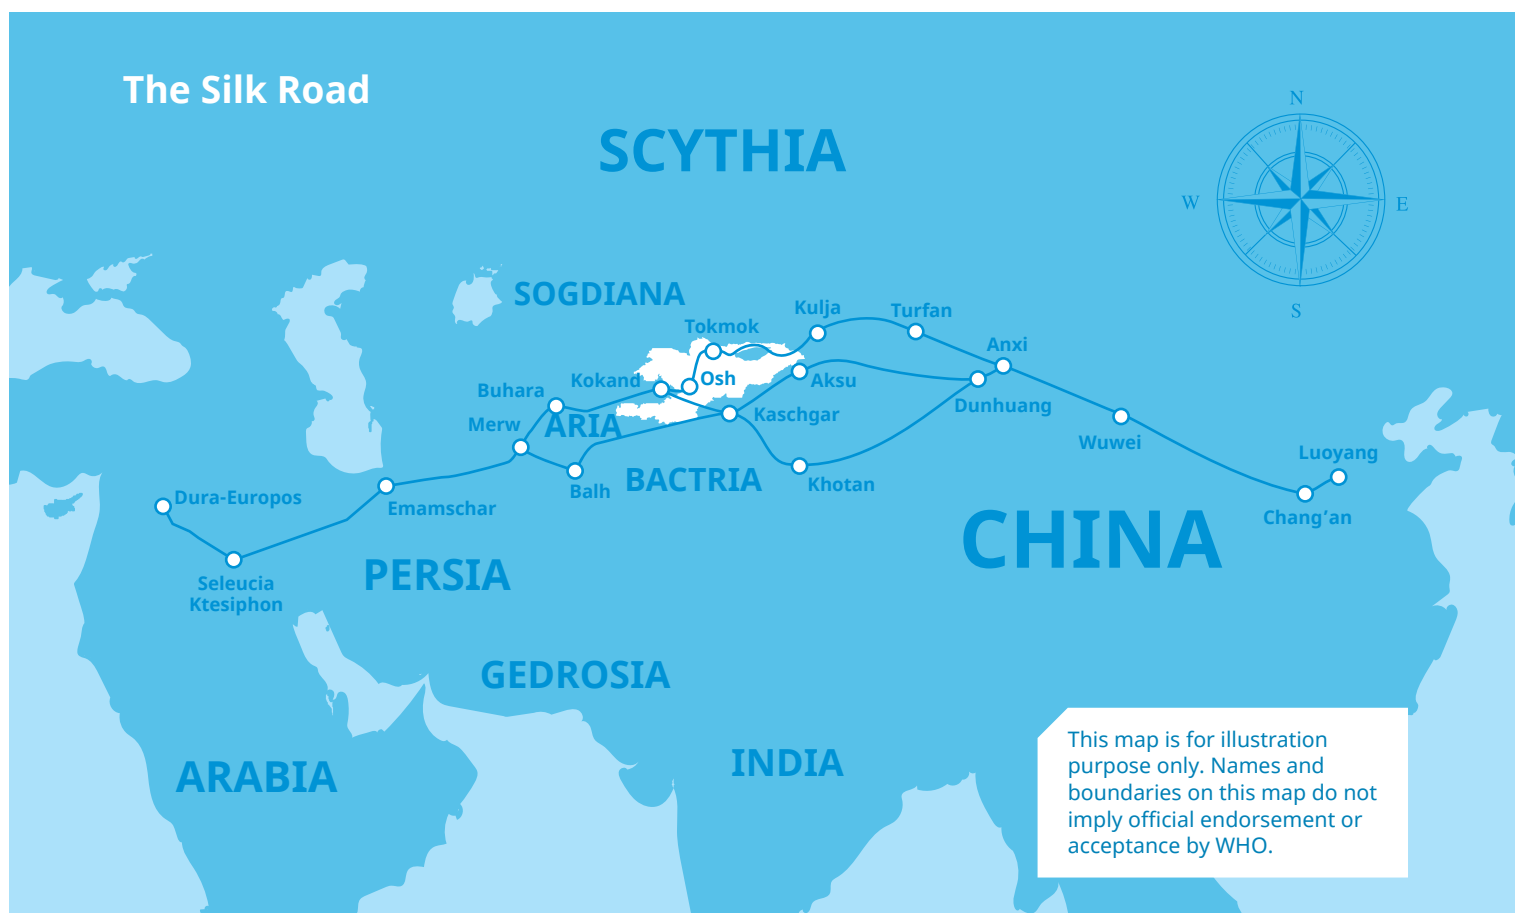 The Silk Road
N
SCYTHIA
W
E
SOGDIANA
S
Kulja
Turfan
Tokmok
Anxi
Kokand
Osh
Aksu
Buhara
Dunhuang
Kaschgar
Merw
ARIA
Wuwei
Luoyang
BACTRIA
Khotan
Balh
Dura-Europos
Emamschar
Chang’an
CHINA
PERSIA
Seleucia
Ktesiphon
GEDROSIA
INDIA
ARABIA
This map is for illustration
purpose only. Names and
boundaries on this map do not
imply official endorsement or
acceptance by WHO.